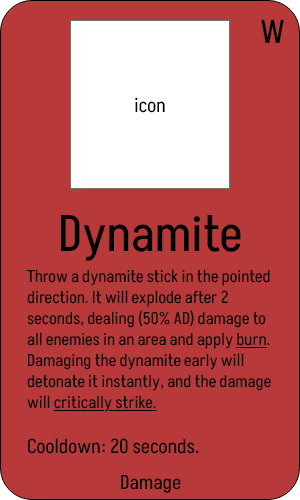 W
icon
Dynamite
Throw a dynamite stick in the pointed
direction. It will explode after 2
seconds, dealing (50% AD) damage to
all enemies in an area and apply burn.
Damaging the dynamite early will
detonate it instantly, and the damage
will critically strike.
Cooldown: 20 seconds.
Damage